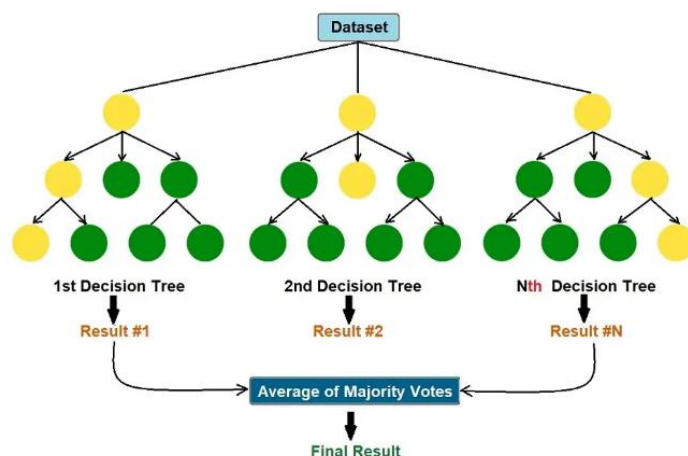 Dataset
1st Decision Tree
2nd Decision Tree
Nth Decision Tree
Result #1
Result #2
Result #N
Average of Majority Votes
Final Result